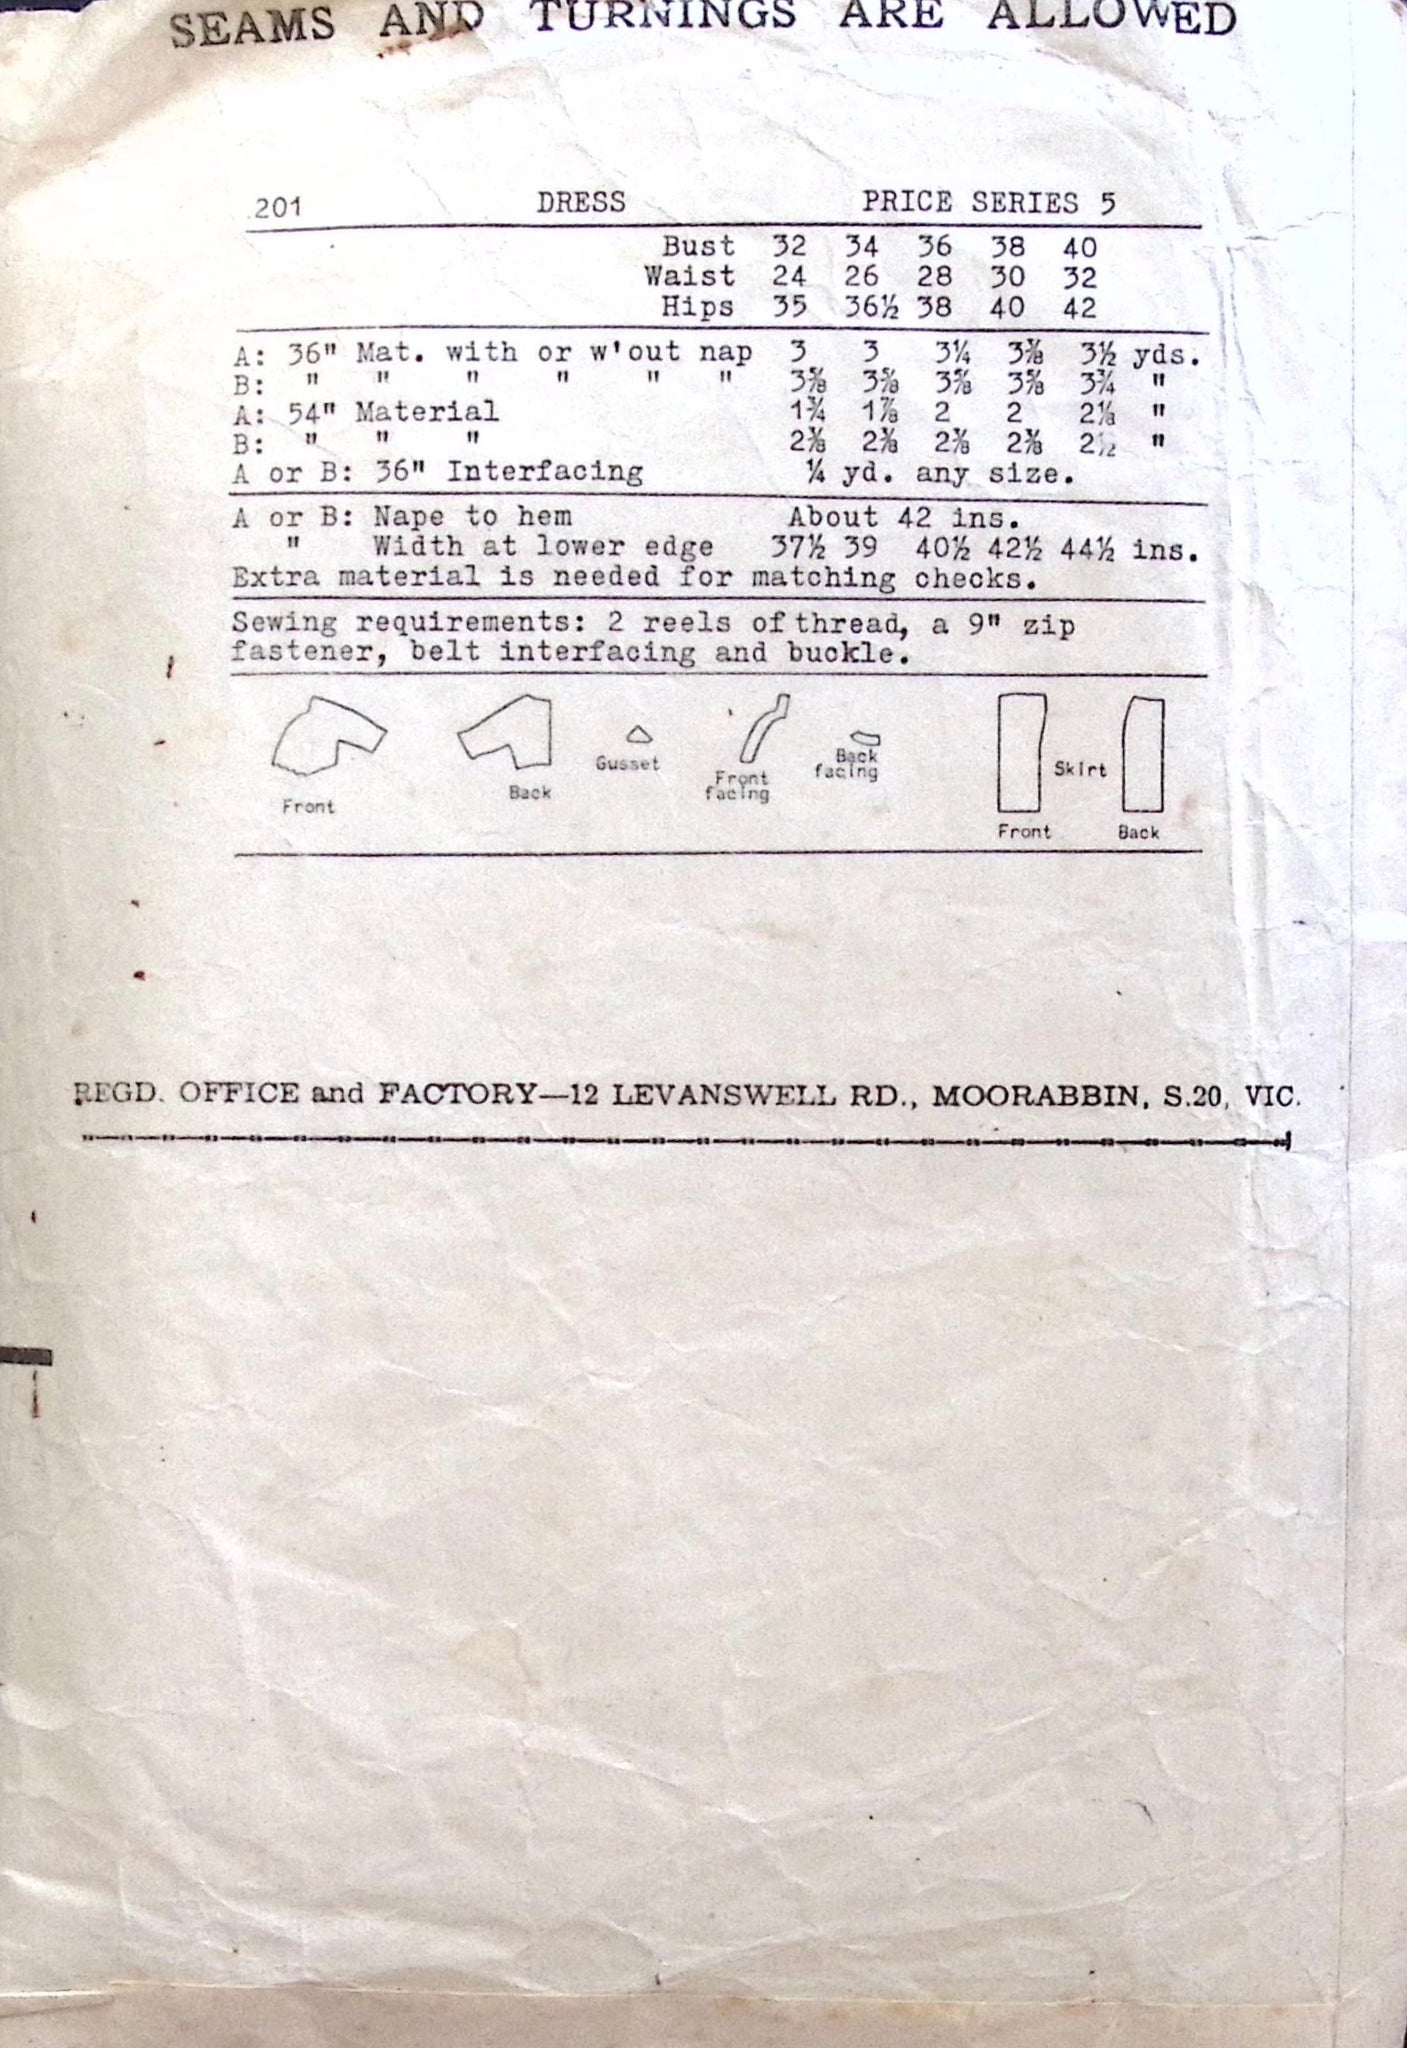 SEAMS AND TURNINGS ARE ALLOWED
201 DRESS PRICE SERIES 5
Bust 32 34 36 38 40
Waist 24 26 28 30 32
Hips 35 36½ 38 40 42
A: 36" Mat. with or w'out nap 3 3 3¼ 3⅜ 3½ yds.
B: " " " " " " 3⅝ 3⅝ 3⅝ 3⅝ 3¾ "
A: 54" Material 1¾ 1⅞ 2 2 2⅛ "
B: " " " 2⅜ 2⅜ 2⅜ 2⅜ 2½ "
A or B: 36" Interfacing ¼ yd. any size.
A or B: Nape to hem About 42 ins.
" Width at lower edge 37½ 39 40½ 42½ 44½ ins.
Extra material is needed for matching checks.
Sewing requirements: 2 reels of thread, a 9" zip
fastener, belt interfacing and buckle.
Front
Back
Gusset
Front
facing
Back
facing
Skirt
Front
Back
REGD. OFFICE and FACTORY—12 LEVANSWELL RD., MOORABBIN, S.20, VIC.